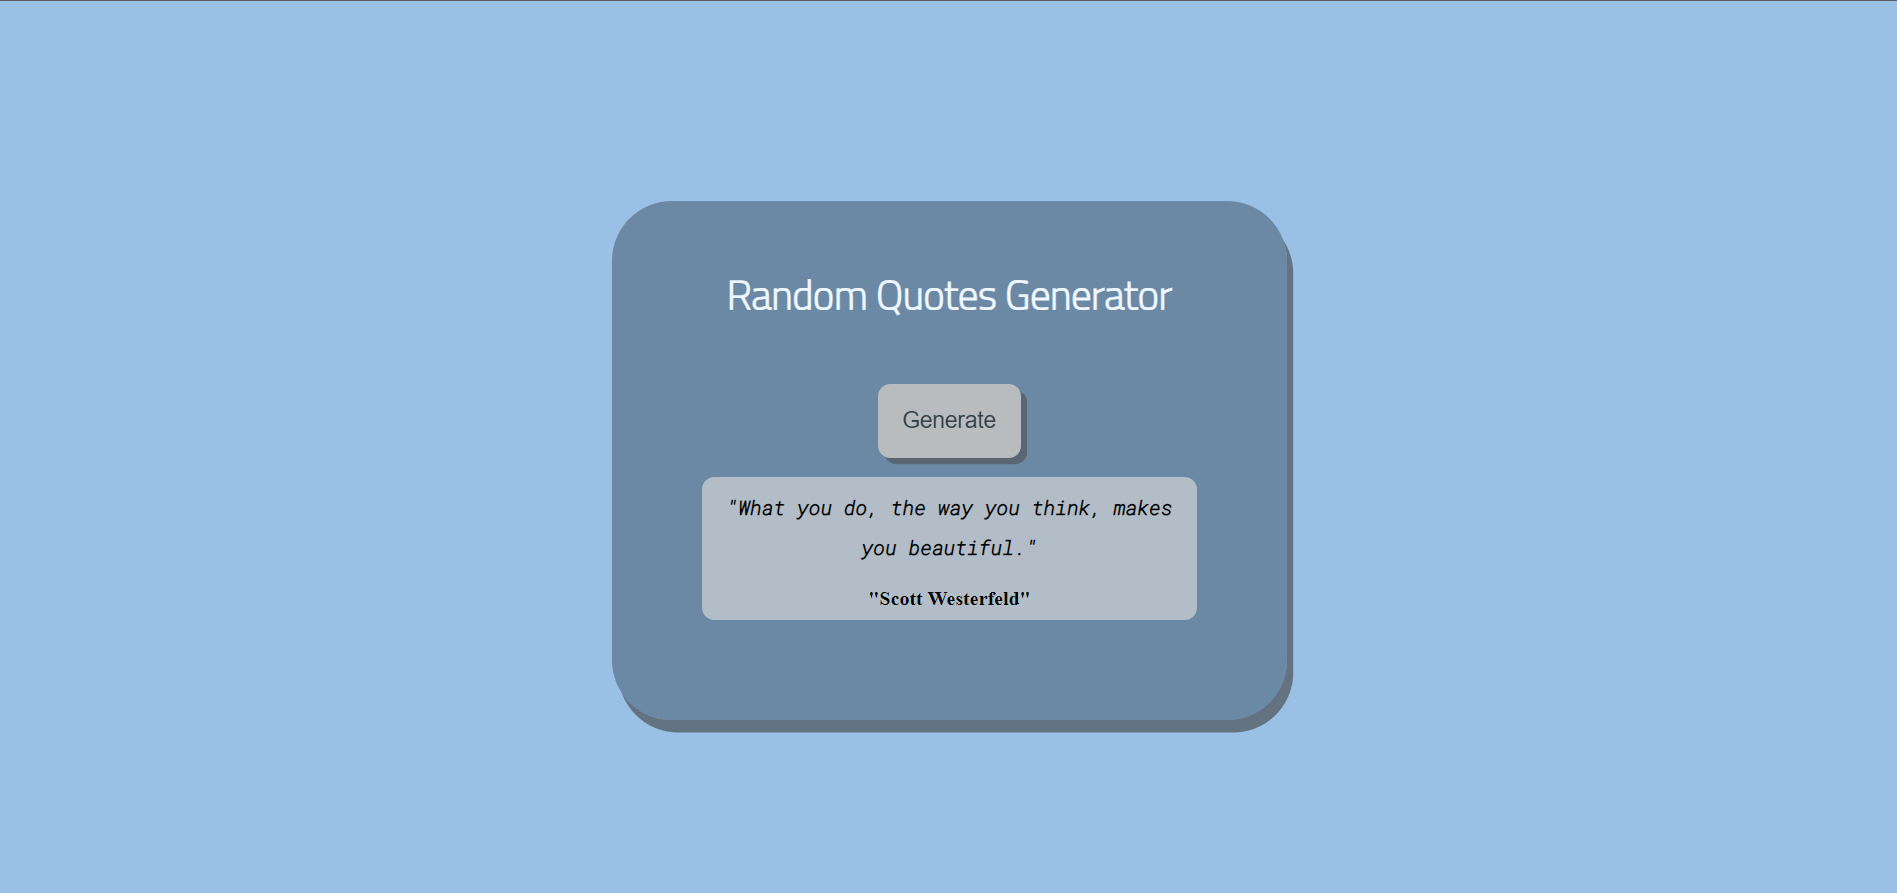 Random Quotes Generator
Generate
"What you do, the way you think, makes
you beautiful."
"Scott Westerfeld"